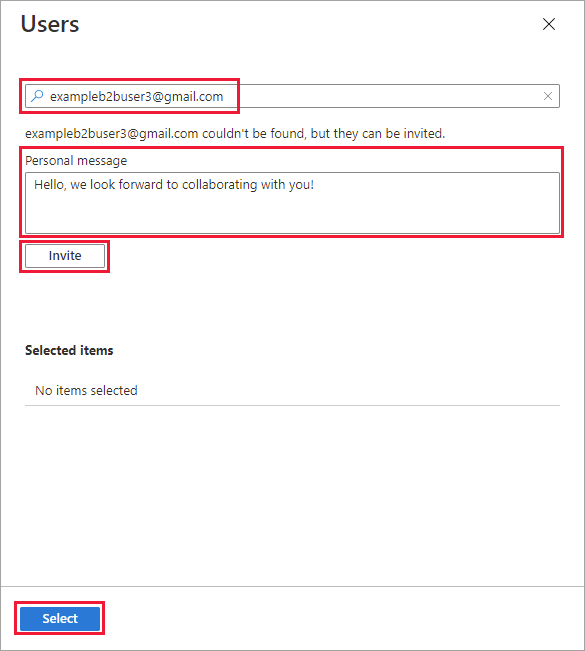 Users
exampleb2buser3@gmail.com
exampleb2buser3@gmail.com couldn't be found, but they can be invited.
Personal message
Hello, we look forward to collaborating with you!
Invite
Selected items
No items selected
Select